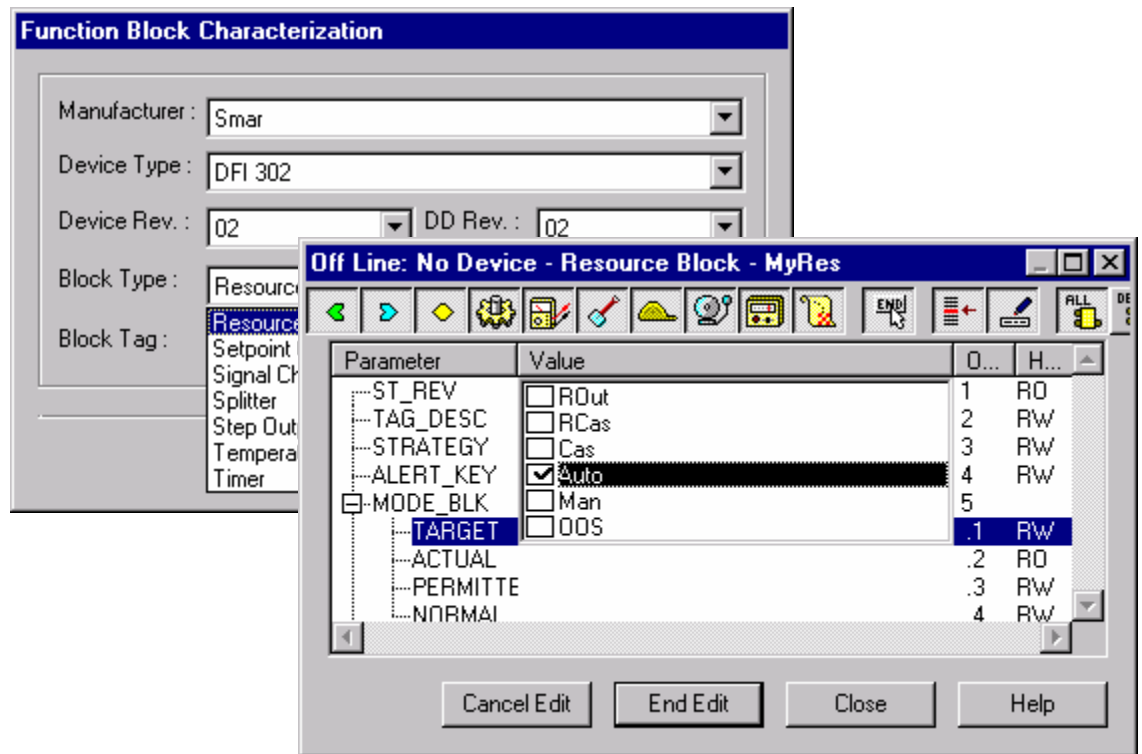 Function Block Characterization
Manufacturer : Smar
Device Type : DFI 302
Device Rev. : 02 DD Rev. : 02
Block Type : Resource
Resource
Setpoint
Signal Ch
Splitter
Step Out
Tempera
Timer
Block Tag :
Off Line: No Device - Resource Block - MyRes
END
ALL
DE
Parameter Value O... H...
ST_REV 1 RO
TAG_DESC 2 RW
STRATEGY 3 RW
ALERT_KEY 4 RW
MODE_BLK 5
TARGET .1 RW
ACTUAL .2 RO
PERMITTE .3 RW
NORMAL .4 RW
ROut
RCas
Cas
Auto
Man
OOS
Cancel Edit End Edit Close Help